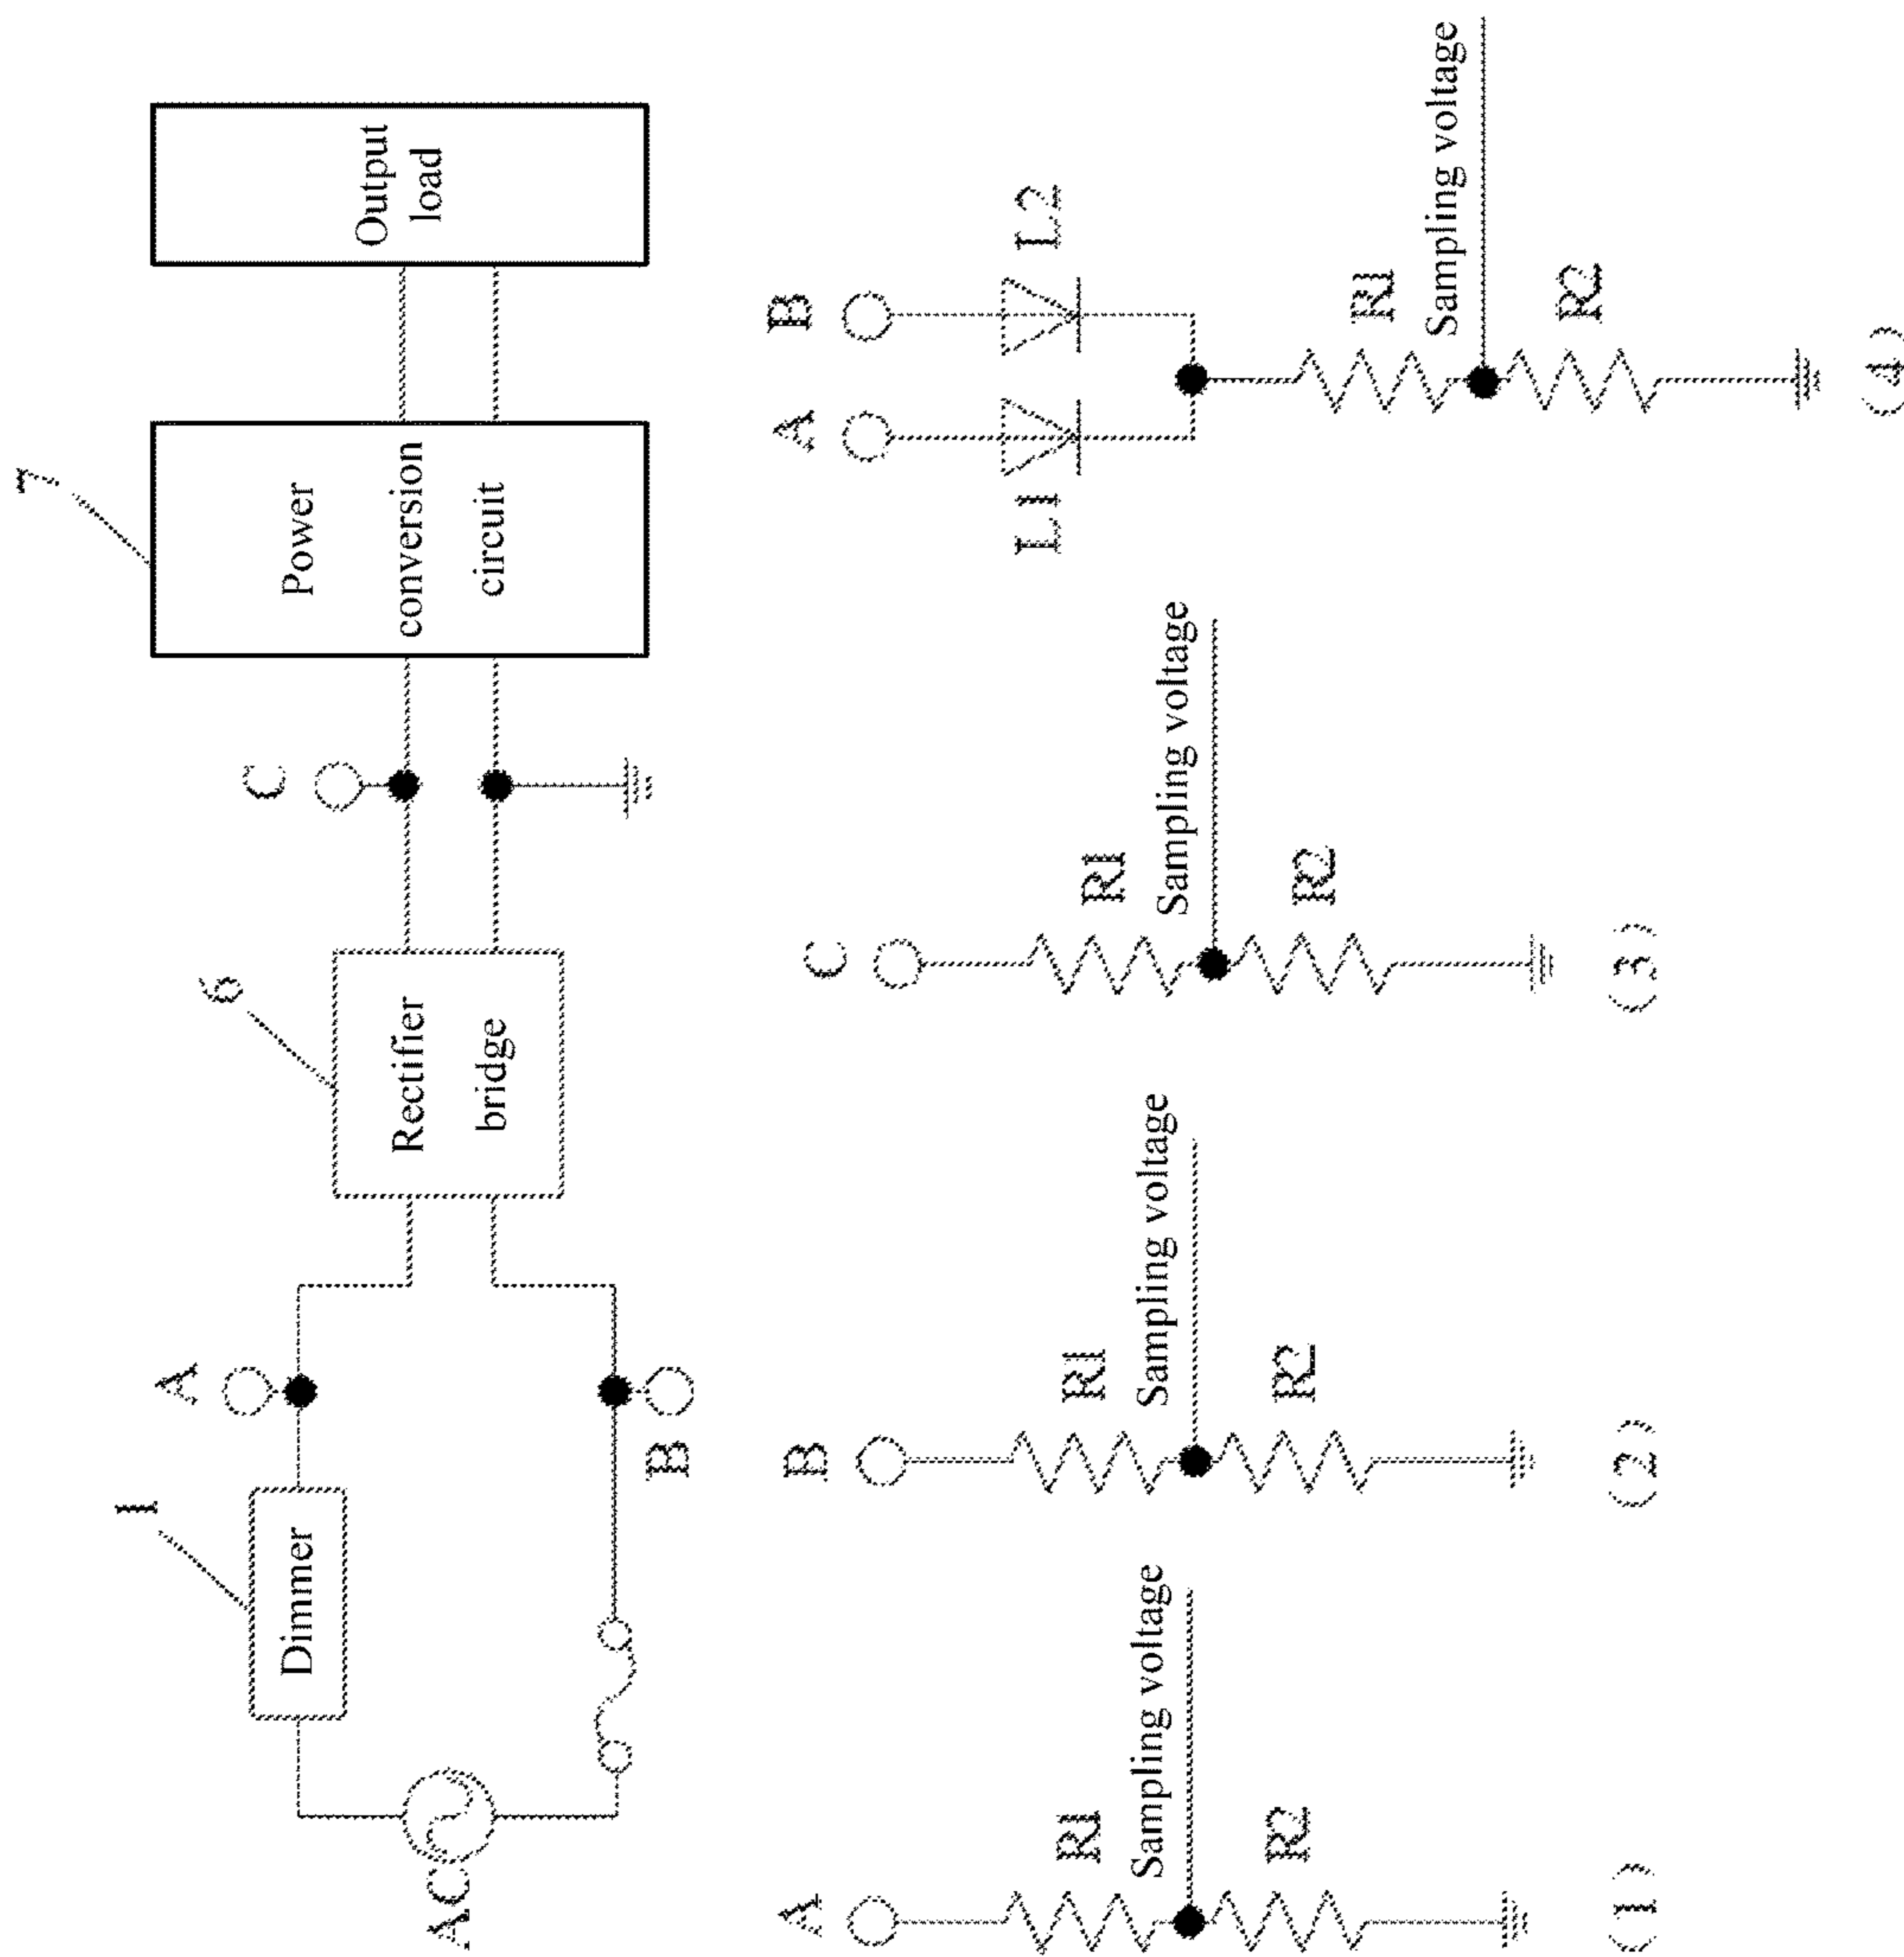 1
6
7
AC
Dimmer
A
B
Rectifier
bridge
C
Power
conversion
circuit
Output
load
A
R1
Sampling voltage
R2
(1)
B
R1
Sampling voltage
R2
(2)
C
R1
Sampling voltage
R2
(3)
A
B
L1
L2
R1
Sampling voltage
R2
(4)